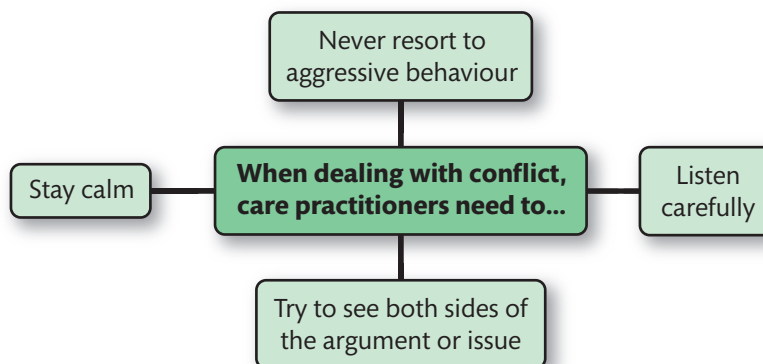 Never resort to
aggressive behaviour
Stay calm
When dealing with conflict,
care practitioners need to...
Listen
carefully
Try to see both sides of
the argument or issue